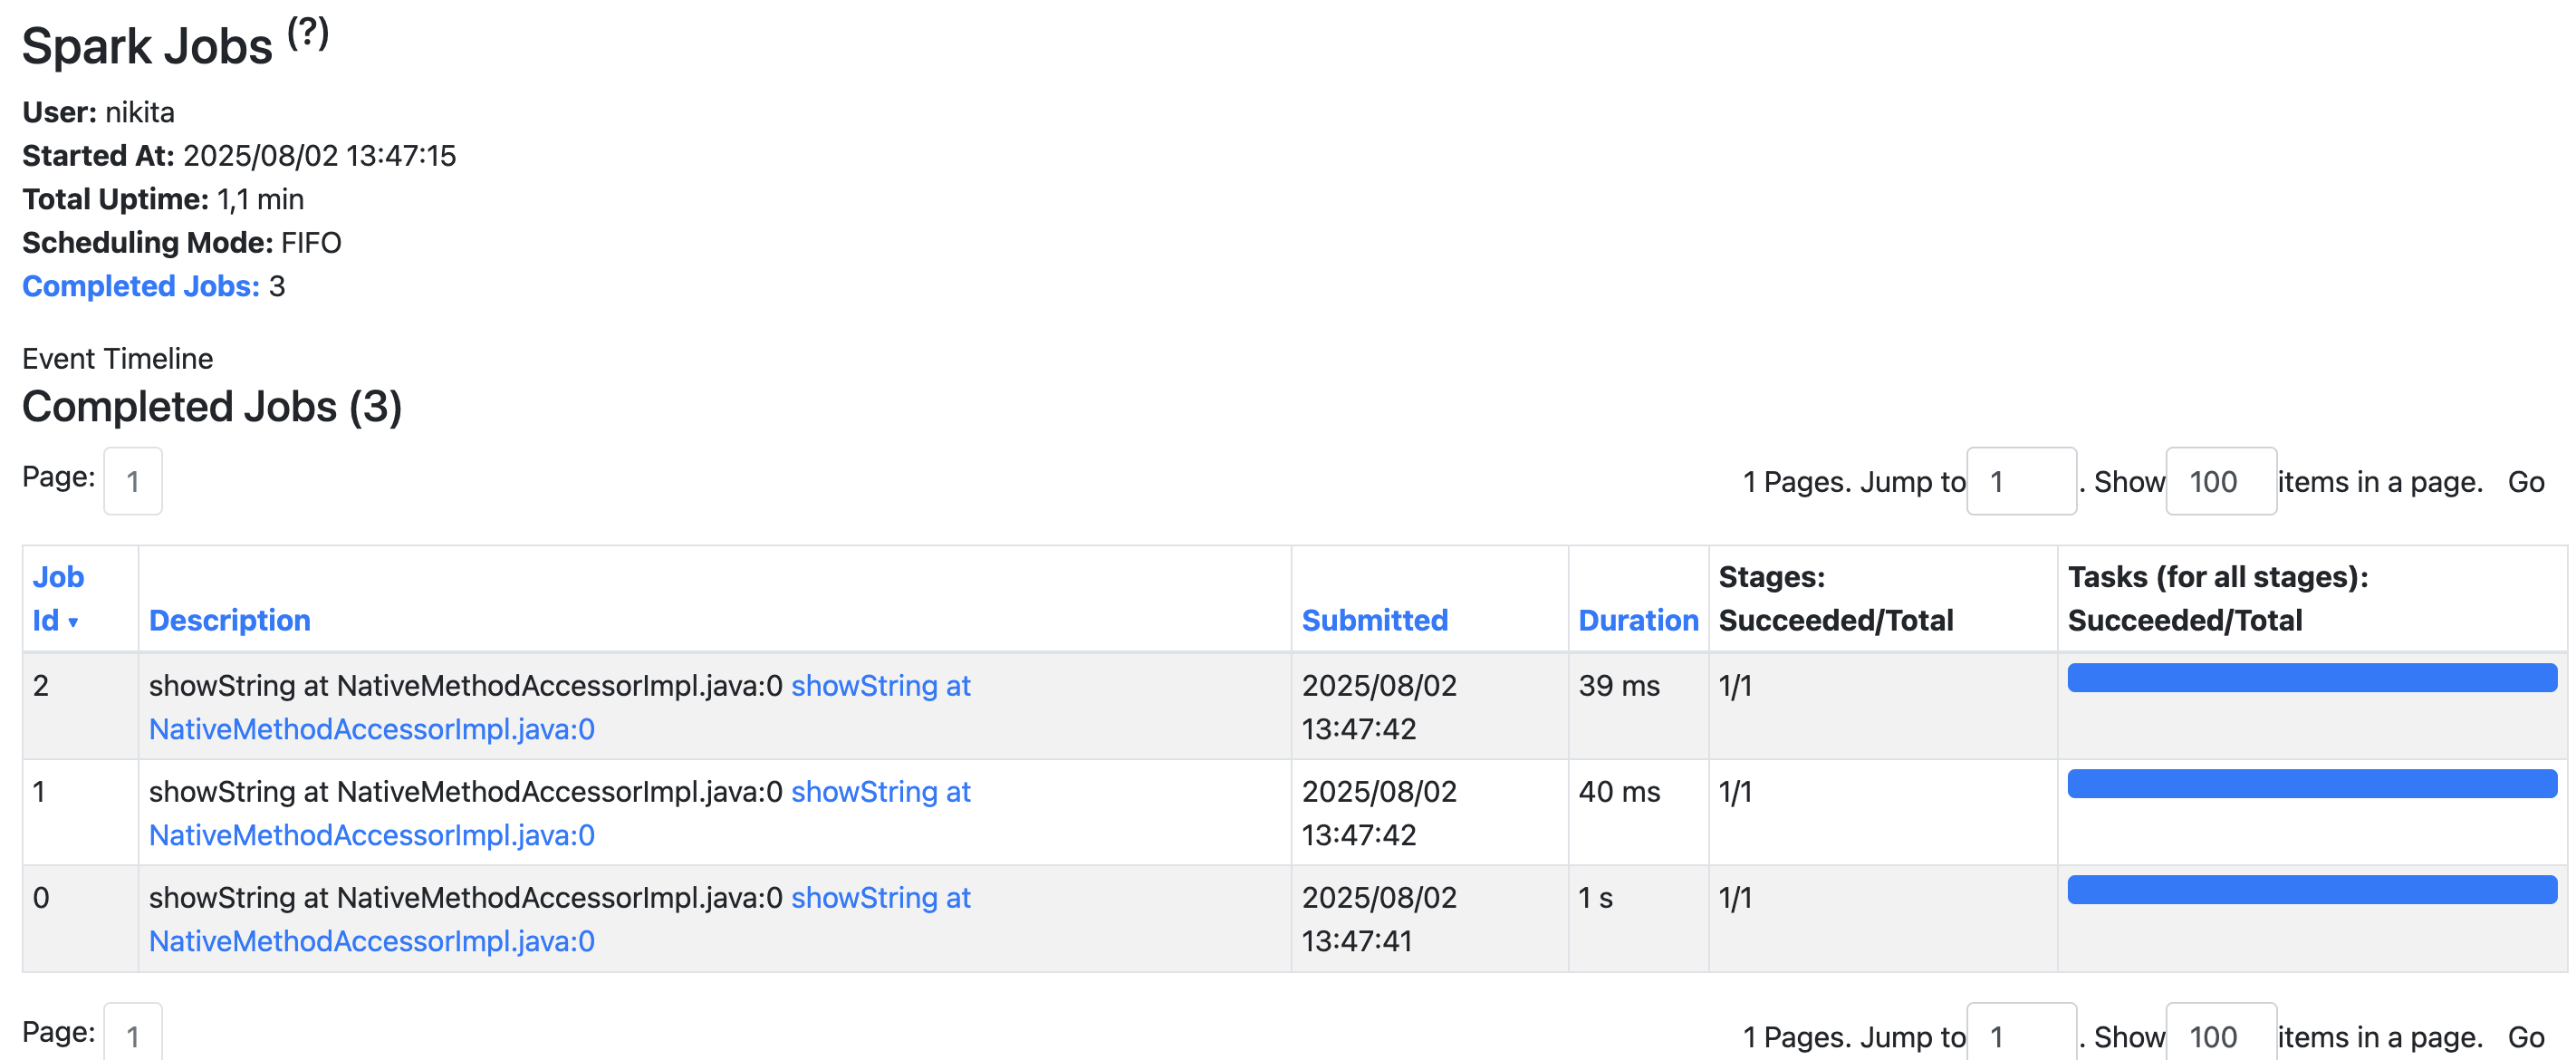 Spark Jobs (?)
User: nikita
Started At: 2025/08/02 13:47:15
Total Uptime: 1,1 min
Scheduling Mode: FIFO
Completed Jobs: 3
Event Timeline
Completed Jobs (3)
Page: 1
1 Pages. Jump to 1 . Show 100 items in a page. Go
Job Id ▾ Description Submitted Duration Stages: Succeeded/Total Tasks (for all stages): Succeeded/Total
2 showString at NativeMethodAccessorImpl.java:0 showString at NativeMethodAccessorImpl.java:0 2025/08/02 13:47:42 39 ms 1/1
1 showString at NativeMethodAccessorImpl.java:0 showString at NativeMethodAccessorImpl.java:0 2025/08/02 13:47:42 40 ms 1/1
0 showString at NativeMethodAccessorImpl.java:0 showString at NativeMethodAccessorImpl.java:0 2025/08/02 13:47:41 1 s 1/1
Page: 1
1 Pages. Jump to 1 . Show 100 items in a page. Go